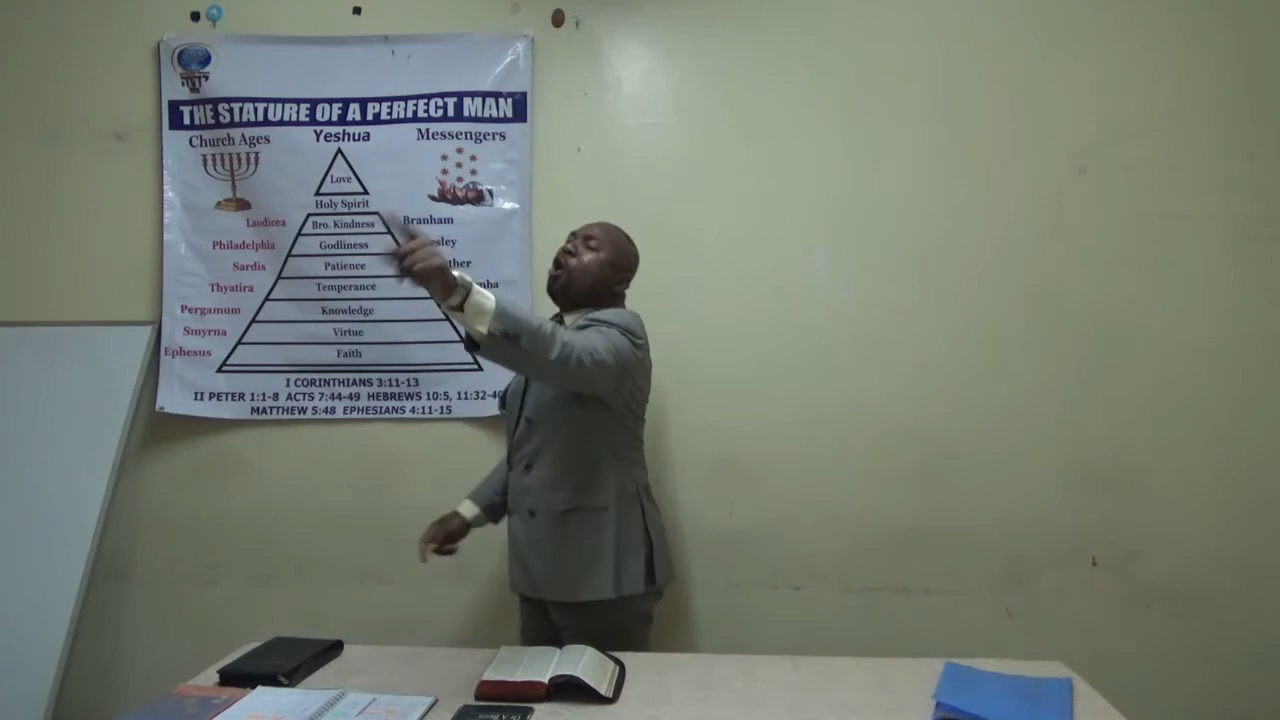 יהוה
THE STATURE OF A PERFECT MAN
Church Ages Yeshua Messengers
Love
Holy Spirit
Laodicea Bro. Kindness Branham
Philadelphia Godliness
Sardis Patience
Thyatira Temperance
Pergamum Knowledge
Smyrna Virtue
Ephesus Faith
I CORINTHIANS 3:11-13
II PETER 1:1-8 ACTS 7:44-49 HEBREWS 10:5, 11:32-40
MATTHEW 5:48 EPHESIANS 4:11-15